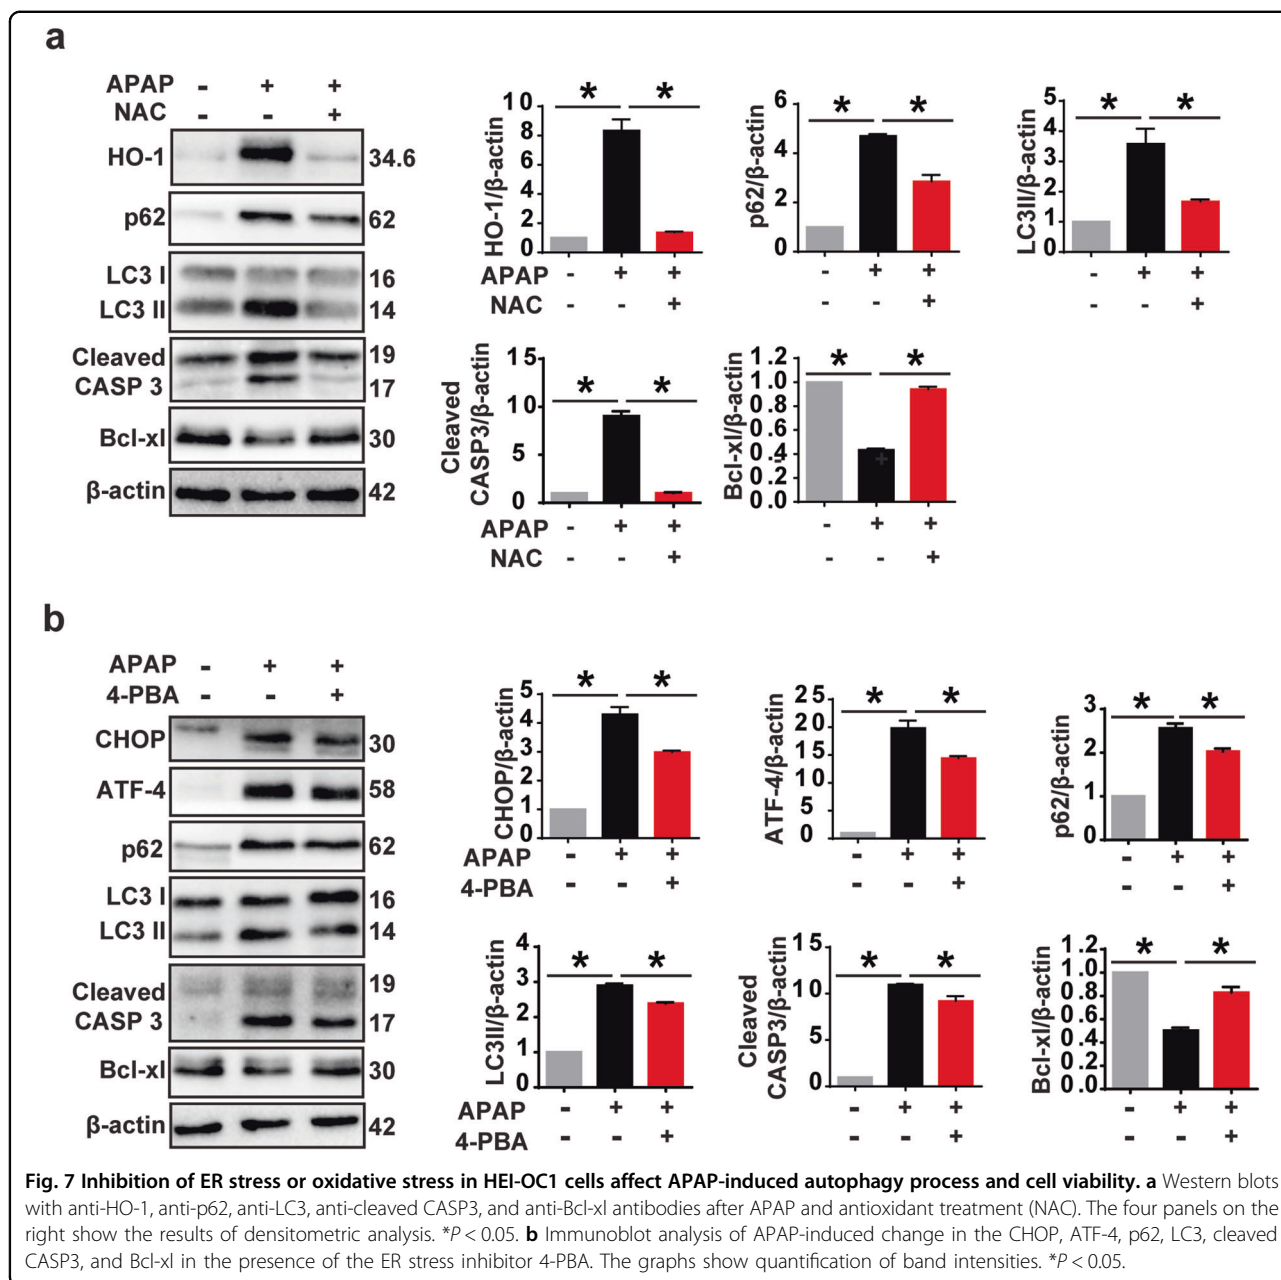 a
APAP - + +
NAC - - +
HO-1 34.6
p62 62
LC3 I 16
LC3 II 14
Cleaved 19
CASP 3 17
Bcl-xl 30
β-actin 42
* *
HO-1/β-actin
10
8
6
4
2
0
APAP - + +
NAC - - +
* *
p62/β-actin
6
4
2
0
- + +
- - +
* *
LC3II/β-actin
5
4
3
2
1
0
- + +
- - +
* *
Cleaved
CASP3/β-actin
15
10
5
0
APAP - + +
NAC - - +
* *
Bcl-xl/β-actin
1.2
1.0
0.8
0.6
0.4
0.2
0.0
+
- + +
- - +
b
APAP - + +
4-PBA - - +
CHOP 30
ATF-4 58
p62 62
LC3 I 16
LC3 II 14
Cleaved 19
CASP 3 17
Bcl-xl 30
β-actin 42
* *
CHOP/β-actin
5
4
3
2
1
0
APAP - + +
4-PBA - - +
* *
ATF-4/β-actin
25
20
15
10
5
0
- + +
- - +
* *
p62/β-actin
3
2
1
0
- + +
- - +
* *
LC3II/β-actin
4
3
2
1
0
APAP - + +
4-PBA - - +
* *
Cleaved
CASP3/β-actin
15
10
5
0
- + +
- - +
* *
Bcl-xl/β-actin
1.2
1.0
0.8
0.6
0.4
0.2
0.0
- + +
- - +
Fig. 7 Inhibition of ER stress or oxidative stress in HEI-OC1 cells affect APAP-induced autophagy process and cell viability. a Western blots
with anti-HO-1, anti-p62, anti-LC3, anti-cleaved CASP3, and anti-Bcl-xl antibodies after APAP and antioxidant treatment (NAC). The four panels on the
right show the results of densitometric analysis. *P < 0.05. b Immunoblot analysis of APAP-induced change in the CHOP, ATF-4, p62, LC3, cleaved
CASP3, and Bcl-xl in the presence of the ER stress inhibitor 4-PBA. The graphs show quantification of band intensities. *P < 0.05.